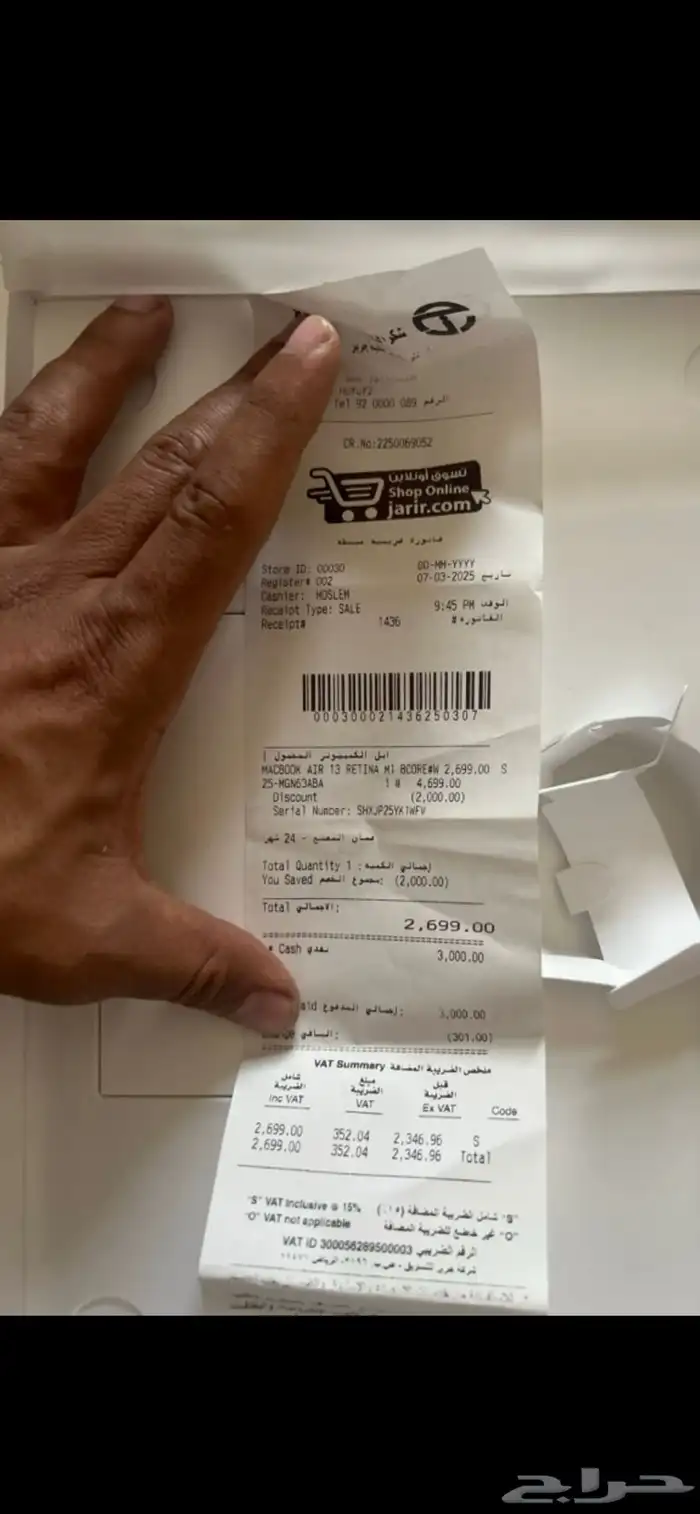 Hofuf2
Tel 92 0000 089 الرقم
CR.No:2250069052
تسوق أونلاين
Shop Online
jarir.com
فاتورة ضريبية مبسطة
Store ID: 00030 DD-MM-YYYY
Register# 002 07-03-2025 تاريخ
Cashier: MOSLEM
Receipt Type: SALE 9:45 PM الوقت
Receipt# 1436 الفاتورة #
000300021436250307
ابل الكمبيوتر المحمول |
MACBOOK AIR 13 RETINA M1 8CORE#W 2,699.00 S
25-MGN63ABA 1 @ 4,699.00
Discount (2,000.00)
Serial Number: SHXJP25YK1WFV
ضمان المصنع - 24 شهر
Total Quantity 1 : إجمالي الكمية
You Saved مجموع الخصم: (2,000.00)
Total الاجمالي:
2,699.00
* Cash نقدي
3,000.00
aid إجمالي المدفوع: 3,000.00
الباقي: (301.00)
VAT Summary ملخص الضريبة المضافة
شامل الضريبة مبلغ الضريبة قبل الضريبة
Inc VAT VAT Ex VAT Code
2,699.00 352.04 2,346.96 S
2,699.00 352.04 2,346.96 Total
"S" VAT Inclusive @ 15% "S" شامل الضريبة المضافة (٪١٥)
"O" VAT not applicable "O" غير خاضع للضريبة المضافة
VAT ID 300056289500003 الرقم الضريبي
حراج